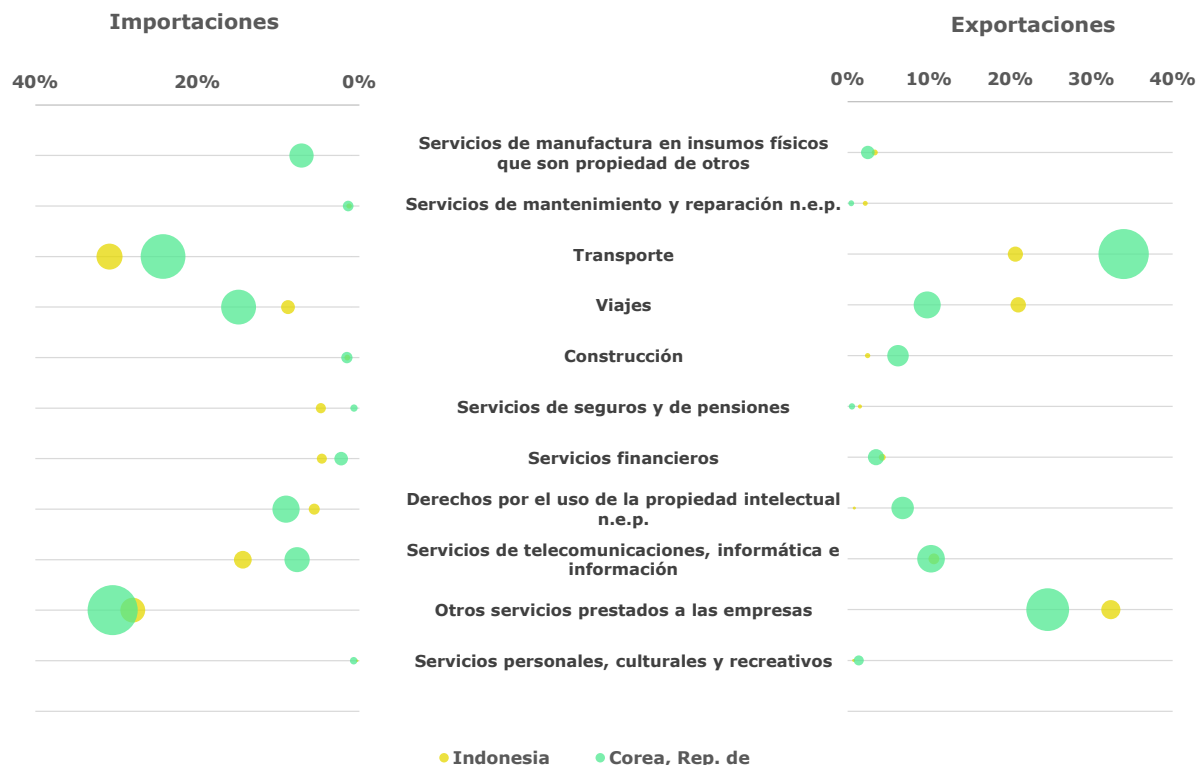 Importaciones
Exportaciones
40%
20%
0%
0%
10%
20%
30%
40%
Servicios de manufactura en insumos físicos
que son propiedad de otros
Servicios de mantenimiento y reparación n.e.p.
Transporte
Viajes
Construcción
Servicios de seguros y de pensiones
Servicios financieros
Derechos por el uso de la propiedad intelectual
n.e.p.
Servicios de telecomunicaciones, informática e
información
Otros servicios prestados a las empresas
Servicios personales, culturales y recreativos
Indonesia
Corea, Rep. de